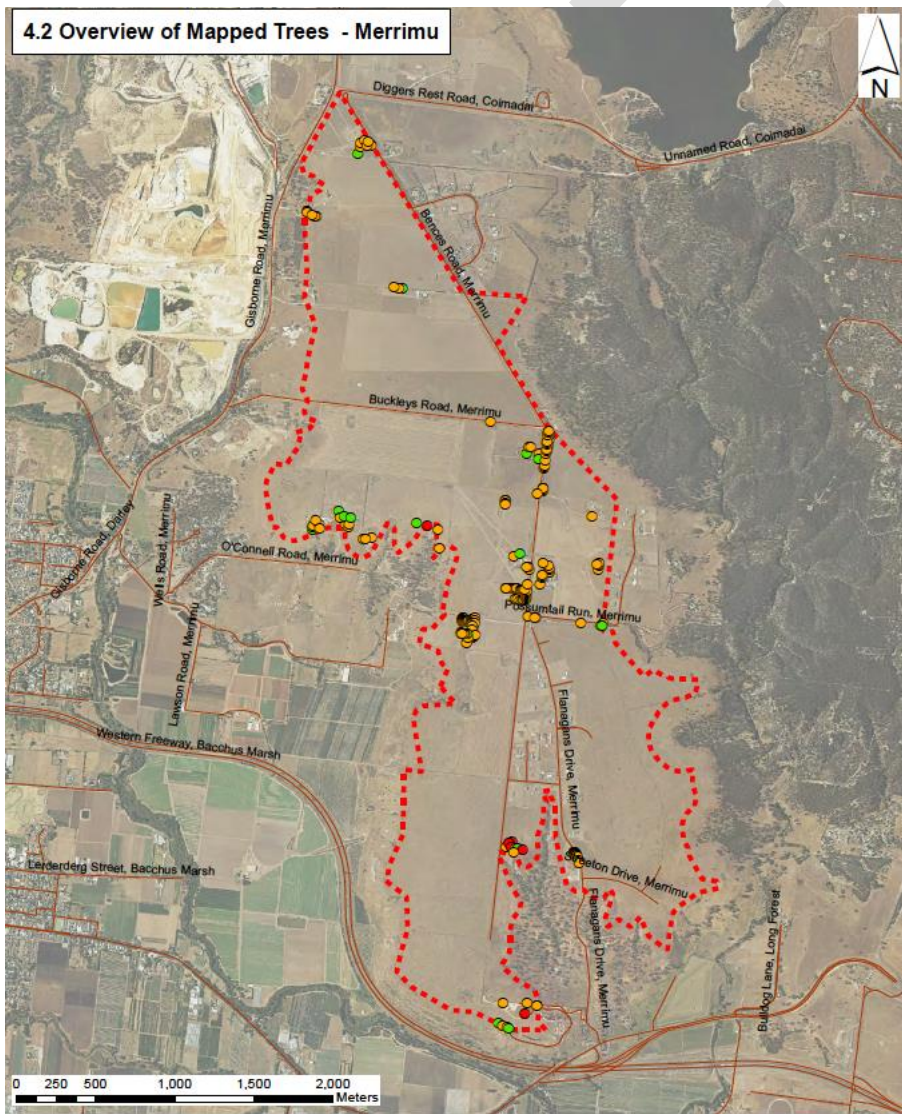 4.2 Overview of Mapped Trees - Merrimu
N
Diggers Rest Road, Coimadai
Unnamed Road, Coimadai
Gisborne Road, Merrimu
Bences Road, Merrimu
Buckleys Road, Merrimu
Gisborne Road, Darley
Wells Road, Merrimu
O'Connell Road, Merrimu
Possumtail Run, Merrimu
Lawson Road, Merrimu
Western Freeway, Bacchus Marsh
Flanagans Drive, Merrimu
Lerderderg Street, Bacchus Marsh
Streeton Drive, Merrimu
Flanagans Drive, Merrimu
Bulldog Lane, Long Forest
0 250 500 1,000 1,500 2,000
Meters